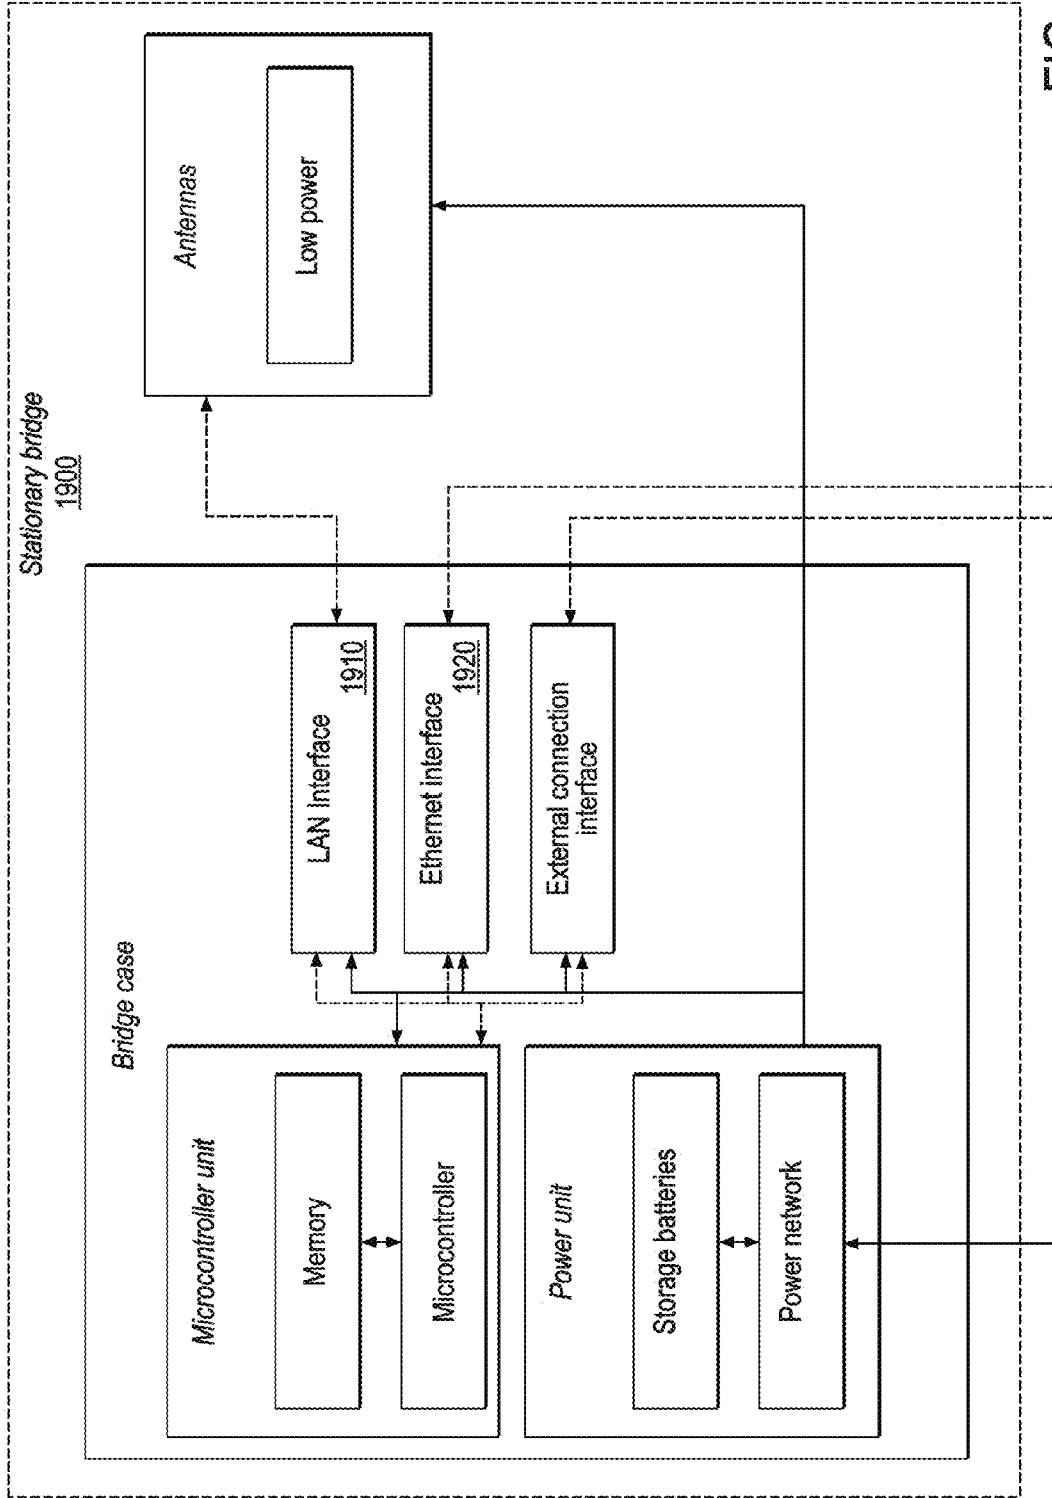 Stationary bridge
1900
Bridge case
Microcontroller unit
Memory
Microcontroller
Power unit
Storage batteries
Power network
LAN Interface
1910
Ethernet interface
1920
External connection
interface
Antennas
Low power